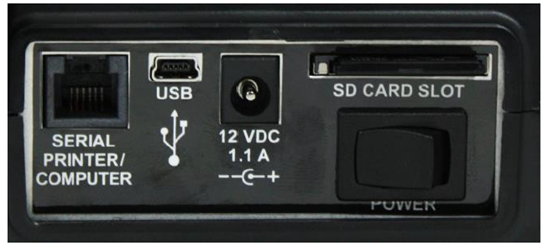 SERIAL
PRINTER/
COMPUTER
USB
12 VDC
1.1 A
SD CARD SLOT
POWER